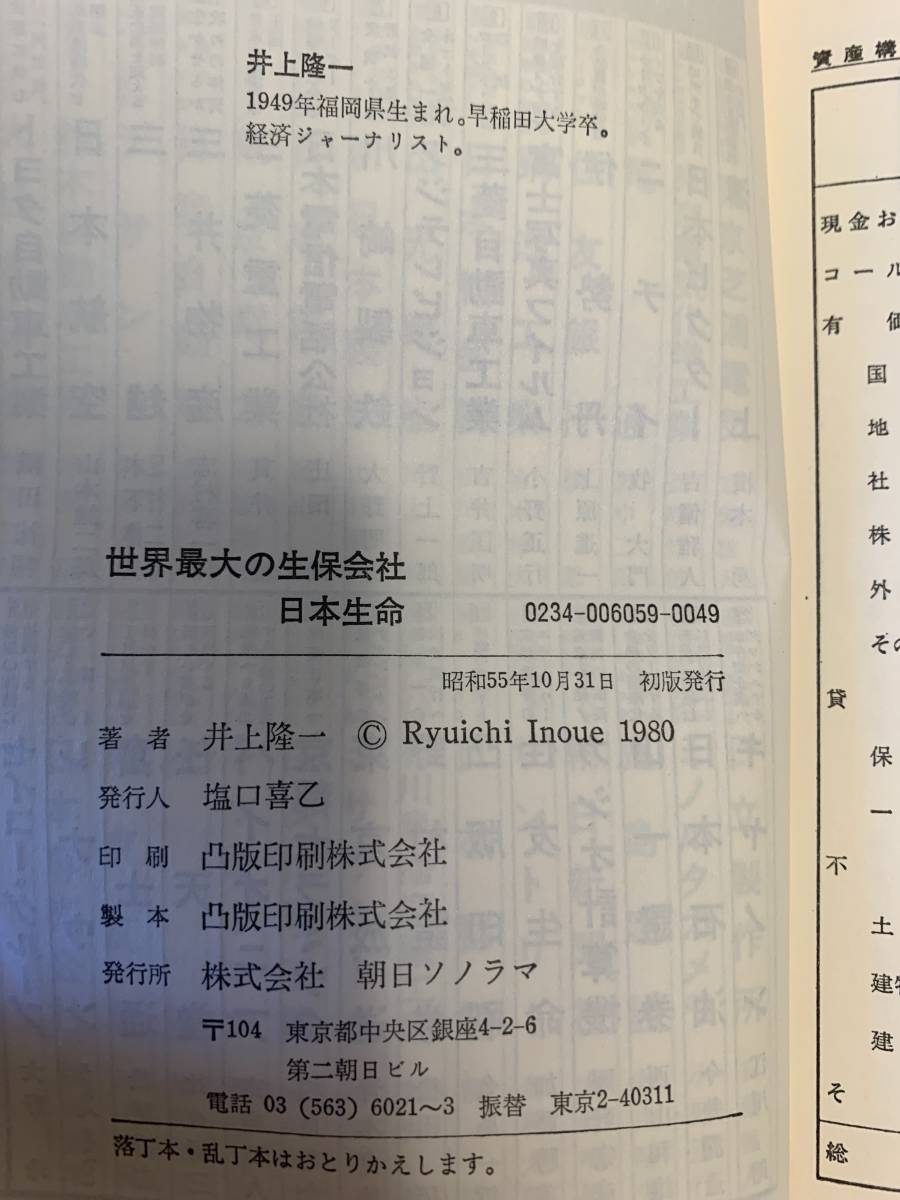 井上隆一
1949年福岡県生まれ。早稲田大学卒。
経済ジャーナリスト。
世界最大の生保会社
日本生命 0234-006059-0049
昭和55年10月31日 初版発行
著者 井上隆一 © Ryuichi Inoue 1980
発行人 塩口喜乙
印刷 凸版印刷株式会社
製本 凸版印刷株式会社
発行所 株式会社 朝日ソノラマ
〒104 東京都中央区銀座4-2-6
第二朝日ビル
電話 03 (563) 6021〜3 振替 東京2-40311
落丁本・乱丁本はおとりかえします。
資産構
現金お
コール
有価
国
地
社
株
外
その
貸
保
一
不
土
建物
建
そ
総